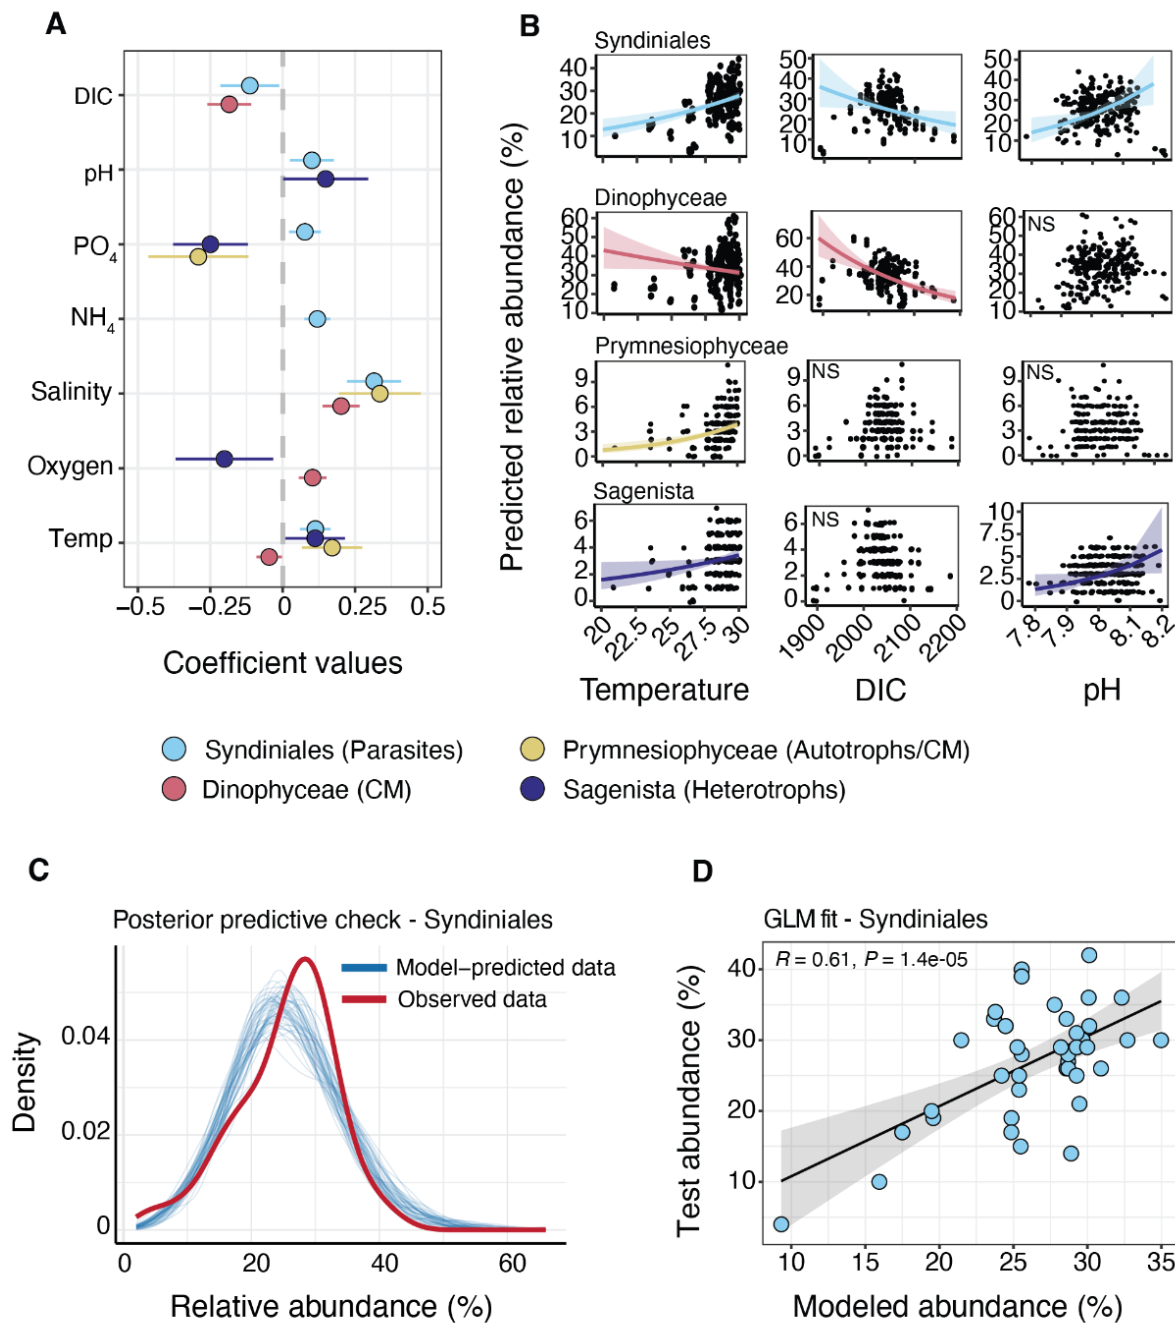 A
DIC
pH
PO4
NH4
Salinity
Oxygen
Temp
−0.5 −0.25 0 0.25 0.5
Coefficient values
B
Predicted relative abundance (%)
Syndiniales
40
30
20
10
50
40
30
20
10
50
40
30
20
10
Dinophyceae
60
50
40
30
20
10
60
40
20
NS
60
50
40
30
20
10
Prymnesiophyceae
9
6
3
0
NS
9
6
3
0
NS
9
6
3
0
Sagenista
6
4
2
0
NS
6
4
2
0
10
7.5
5
2.5
0
20 22.5 25 27.5 30
1900 2000 2100 2200
7.8 7.9 8 8.1 8.2
Temperature DIC pH
Syndiniales (Parasites)
Prymnesiophyceae (Autotrophs/CM)
Dinophyceae (CM)
Sagenista (Heterotrophs)
C
Posterior predictive check - Syndiniales
Model−predicted data
Observed data
Density
0.04
0.02
0
0 20 40 60
Relative abundance (%)
D
GLM fit - Syndiniales
R = 0.61, P = 1.4e-05
Test abundance (%)
40
30
20
10
10 15 20 25 30 35
Modeled abundance (%)